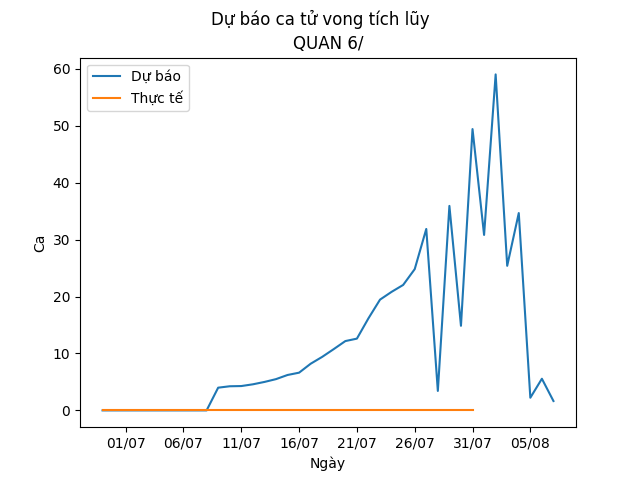 Dự báo ca tử vong tích lũy
QUAN 6/
Dự báo
Thực tế
60
50
40
30
20
10
0
Ca
01/07 06/07 11/07 16/07 21/07 26/07 31/07 05/08
Ngày